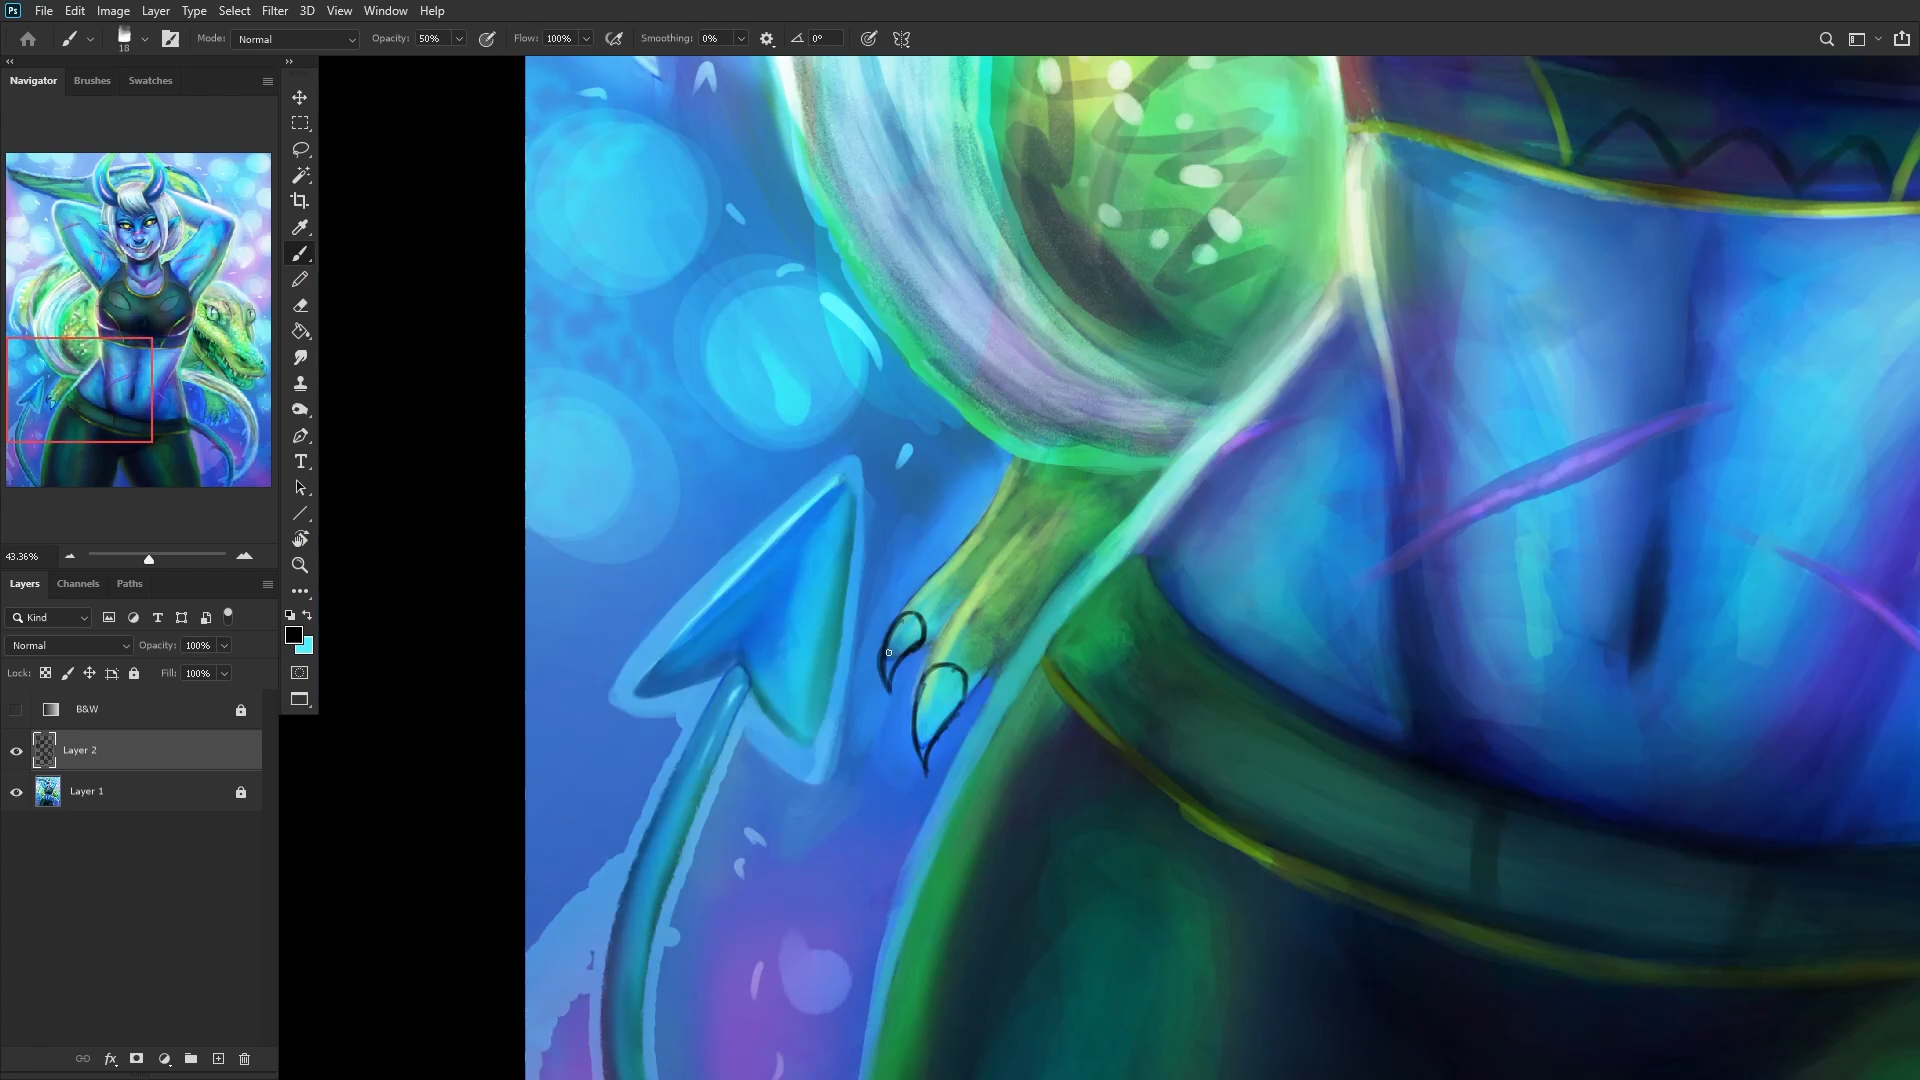 Ps File Edit Image Layer Type Select Filter 3D View Window Help
18 Mode: Normal Opacity: 50% Flow: 100% Smoothing: 0% 0°
Navigator Brushes Swatches
43.36%
Layers Channels Paths
Kind
Normal Opacity: 100%
Lock: Fill: 100%
B&W
Layer 2
Layer 1
fx